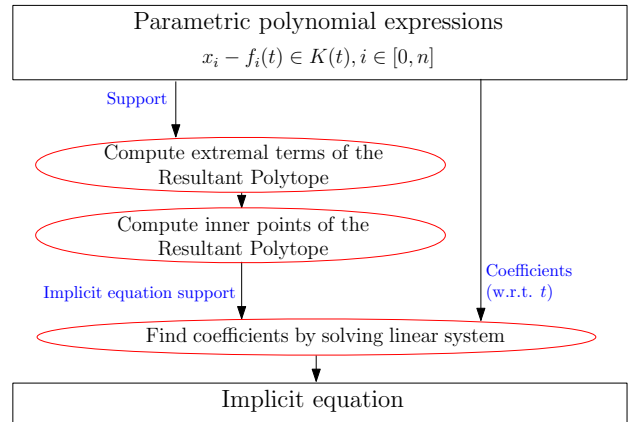 Parametric polynomial expressions
x_i − f_i(t) ∈ K(t), i ∈ [0, n]
Support
Compute extremal terms of the
Resultant Polytope
Compute inner points of the
Resultant Polytope
Implicit equation support
Coefficients
(w.r.t. t)
Find coefficients by solving linear system
Implicit equation